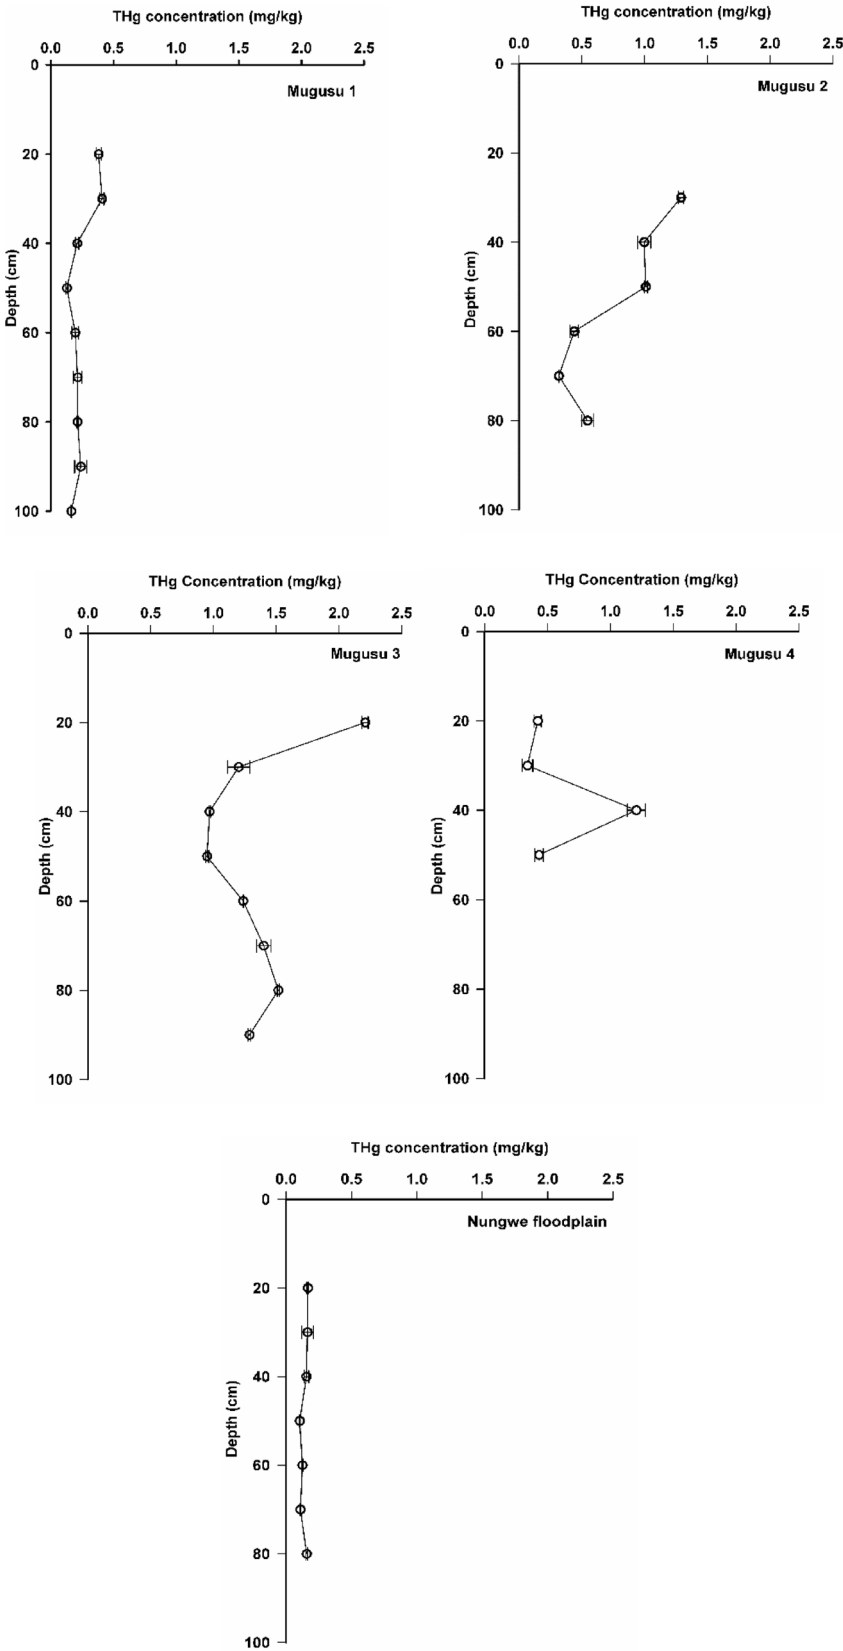 THg concentration (mg/kg)
0.0 0.5 1.0 1.5 2.0 2.5
Mugusu 1
0
20
40
60
80
100
Depth (cm)
THg concentration (mg/kg)
0.0 0.5 1.0 1.5 2.0 2.5
Mugusu 2
0
20
40
60
80
100
Depth (cm)
THg Concentration (mg/kg)
0.0 0.5 1.0 1.5 2.0 2.5
Mugusu 3
0
20
40
60
80
100
Depth (cm)
THg Concentration (mg/kg)
0.0 0.5 1.0 1.5 2.0 2.5
Mugusu 4
0
20
40
60
80
100
Depth (cm)
THg concentration (mg/kg)
0.0 0.5 1.0 1.5 2.0 2.5
Nungwe floodplain
0
20
40
60
80
100
Depth (cm)